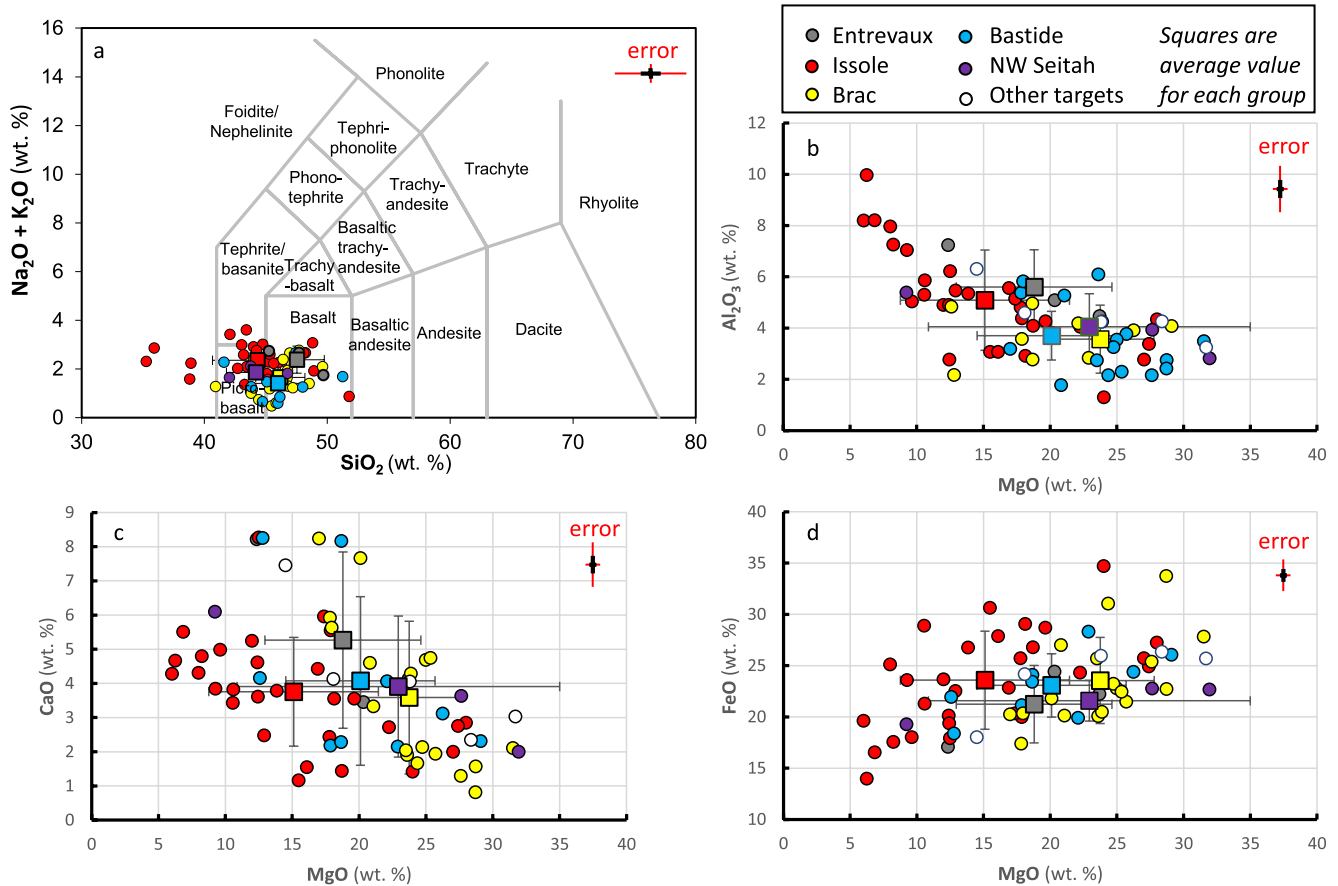 a
error
16
14
12
10
8
6
4
2
0
Na2O + K2O (wt. %)
Phonolite
Foidite/
Nephelinite
Tephri-
phonolite
Phono-
tephrite
Trachy-
andesite
Trachyte
Rhyolite
Basaltic
trachy-
andesite
Tephrite/
basanite
Trachy
-basalt
Basalt
Basaltic
andesite
Andesite
Dacite
basalt
30 40 50 60 70 80
SiO2 (wt. %)
Entrevaux
Issole
Brac
Bastide
NW Seitah
Other targets
Squares are
average value
for each group
b
error
12
10
8
6
4
2
0
Al2O3 (wt. %)
0 5 10 15 20 25 30 35 40
MgO (wt. %)
c
error
9
8
7
6
5
4
3
2
1
0
CaO (wt. %)
0 5 10 15 20 25 30 35 40
MgO (wt. %)
d
error
40
35
30
25
20
15
10
FeO (wt. %)
0 5 10 15 20 25 30 35 40
MgO (wt. %)